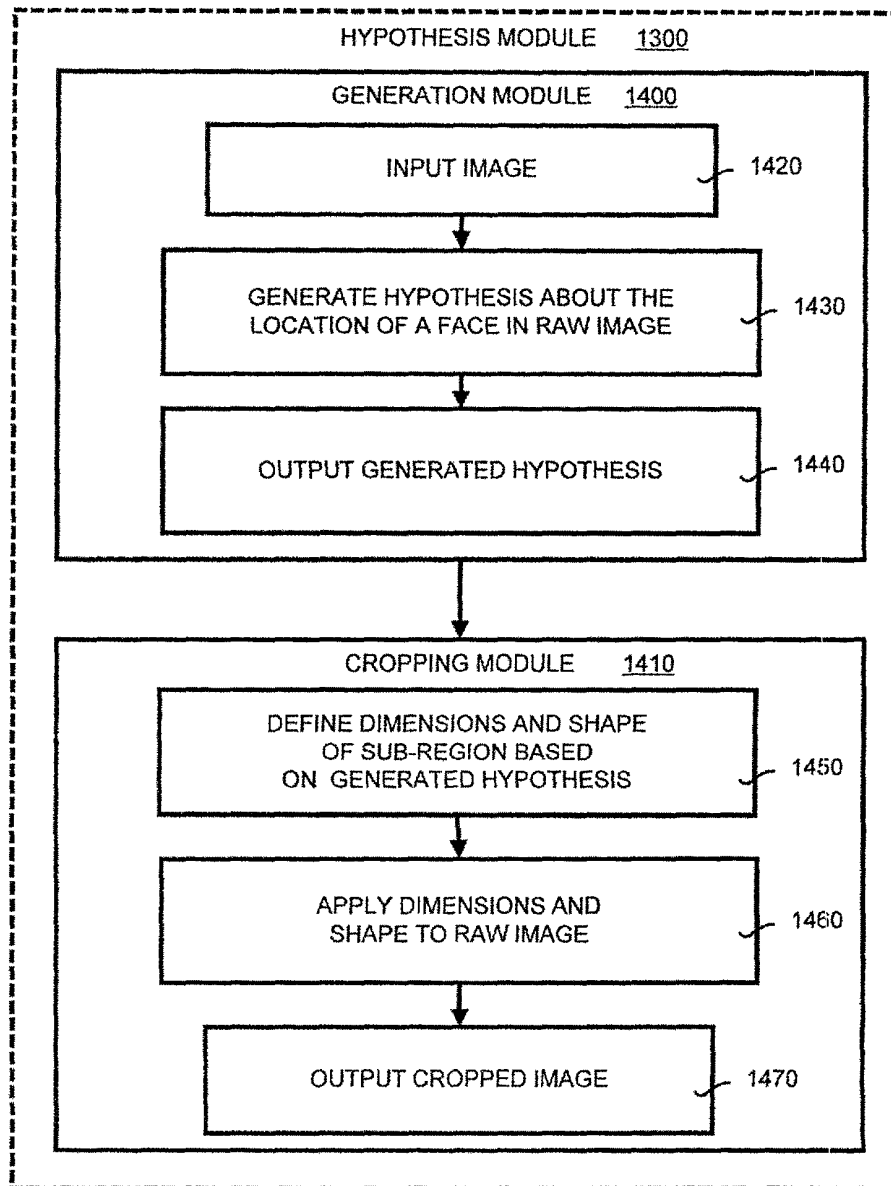 HYPOTHESIS MODULE 1300
GENERATION MODULE 1400
INPUT IMAGE
1420
GENERATE HYPOTHESIS ABOUT THE
LOCATION OF A FACE IN RAW IMAGE
1430
OUTPUT GENERATED HYPOTHESIS
1440
CROPPING MODULE 1410
DEFINE DIMENSIONS AND SHAPE
OF SUB-REGION BASED
ON GENERATED HYPOTHESIS
1450
APPLY DIMENSIONS AND
SHAPE TO RAW IMAGE
1460
OUTPUT CROPPED IMAGE
1470